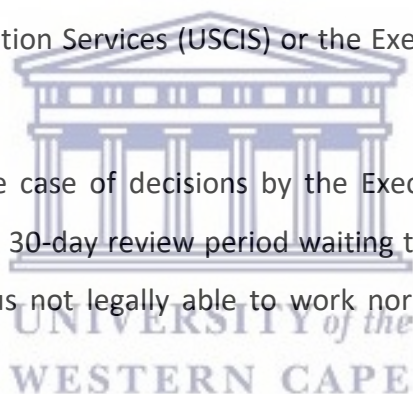 tion Services (USCIS) or the Exe
e case of decisions by the Exec
30-day review period waiting t
us not legally able to work nor
UNIVERSITY of the
WESTERN CAPE